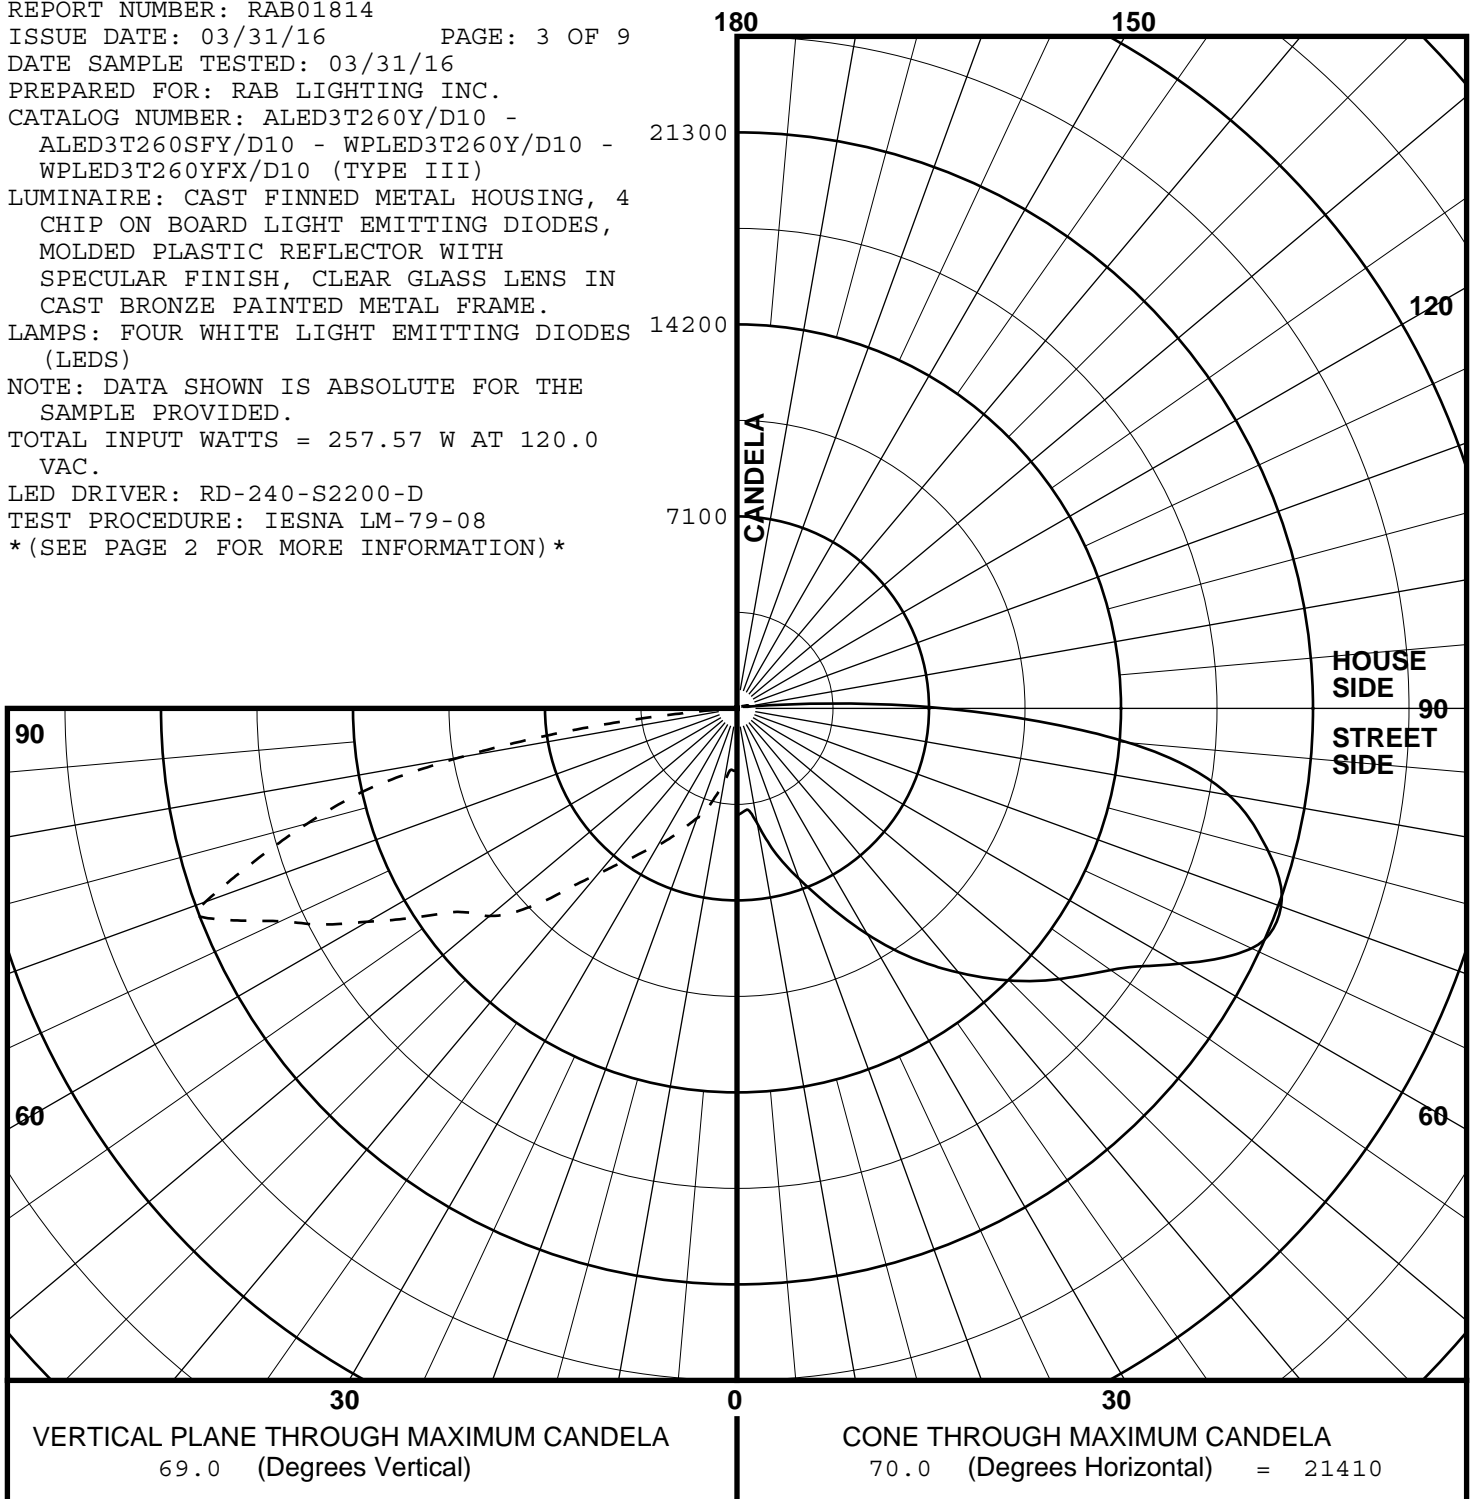 REPORT NUMBER: RAB01814
ISSUE DATE: 03/31/16 PAGE: 3 OF 9
DATE SAMPLE TESTED: 03/31/16
PREPARED FOR: RAB LIGHTING INC.
CATALOG NUMBER: ALED3T260Y/D10 -
ALED3T260SFY/D10 - WPLED3T260Y/D10 -
WPLED3T260YFX/D10 (TYPE III)
LUMINAIRE: CAST FINNED METAL HOUSING, 4
CHIP ON BOARD LIGHT EMITTING DIODES,
MOLDED PLASTIC REFLECTOR WITH
SPECULAR FINISH, CLEAR GLASS LENS IN
CAST BRONZE PAINTED METAL FRAME.
LAMPS: FOUR WHITE LIGHT EMITTING DIODES
(LEDS)
NOTE: DATA SHOWN IS ABSOLUTE FOR THE
SAMPLE PROVIDED.
TOTAL INPUT WATTS = 257.57 W AT 120.0
VAC.
LED DRIVER: RD-240-S2200-D
TEST PROCEDURE: IESNA LM-79-08
*(SEE PAGE 2 FOR MORE INFORMATION)*
180
150
21300
120
14200
CANDELA
7100
HOUSE
SIDE
90
90
STREET
SIDE
60
60
30
0
30
VERTICAL PLANE THROUGH MAXIMUM CANDELA
69.0 (Degrees Vertical)
CONE THROUGH MAXIMUM CANDELA
70.0 (Degrees Horizontal) = 21410